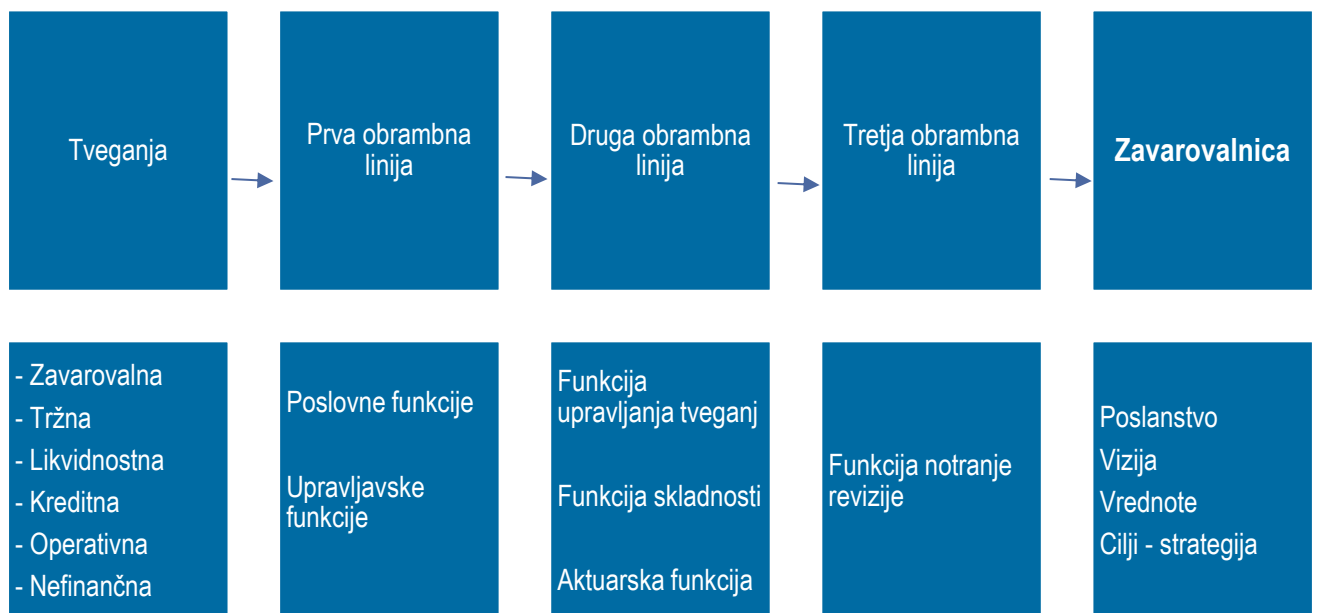 Tveganja
Prva obrambna
linija
Druga obrambna
linija
Tretja obrambna
linija
Zavarovalnica
- Zavarovalna
- Tržna
- Likvidnostna
- Kreditna
- Operativna
- Nefinančna
Poslovne funkcije
Upravljavske
funkcije
Funkcija
upravljanja tveganj
Funkcija skladnosti
Aktuarska funkcija
Funkcija notranje
revizije
Poslanstvo
Vizija
Vrednote
Cilji - strategija